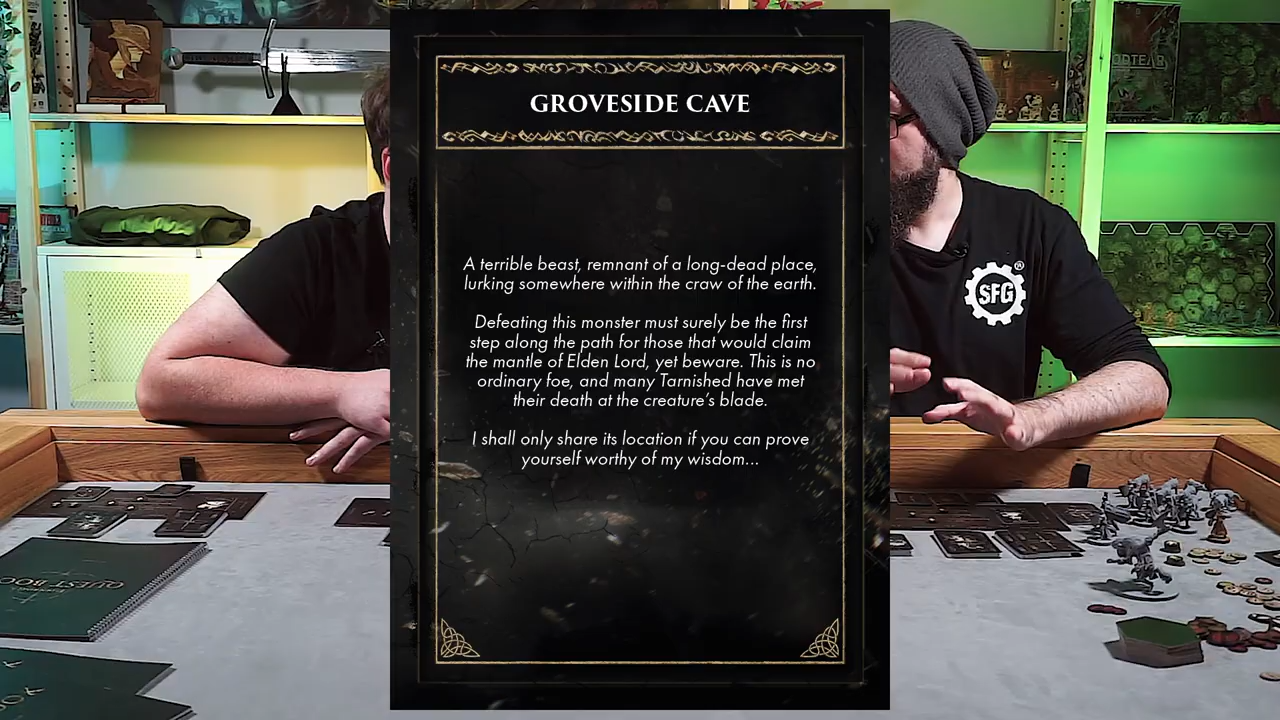 GROVESIDE CAVE
A terrible beast, remnant of a long-dead place,
lurking somewhere within the craw of the earth.
Defeating this monster must surely be the first
step along the path for those that would claim
the mantle of Elden Lord, yet beware. This is no
ordinary foe, and many Tarnished have met
their death at the creature's blade.
I shall only share its location if you can prove
yourself worthy of my wisdom...
SFG
®
QUEST BOO